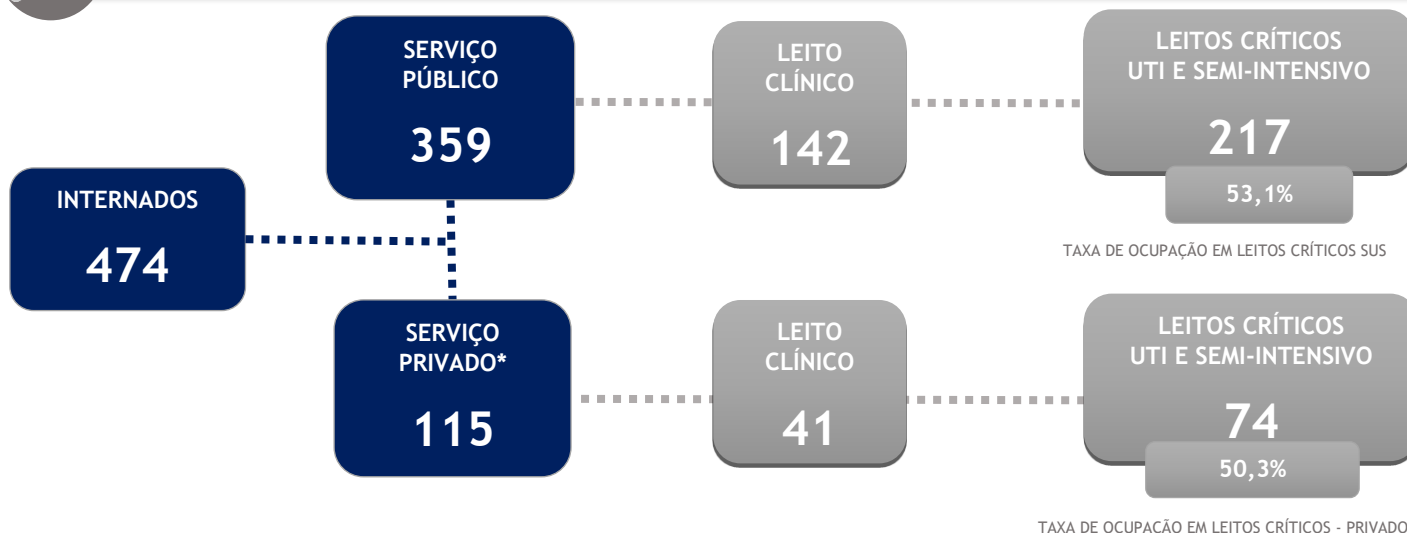 INTERNADOS
474
SERVIÇO
PÚBLICO
359
LEITO
CLÍNICO
142
LEITOS CRÍTICOS
UTI E SEMI-INTENSIVO
217
53,1%
TAXA DE OCUPAÇÃO EM LEITOS CRÍTICOS SUS
SERVIÇO
PRIVADO*
115
LEITO
CLÍNICO
41
LEITOS CRÍTICOS
UTI E SEMI-INTENSIVO
74
50,3%
TAXA DE OCUPAÇÃO EM LEITOS CRÍTICOS - PRIVADO